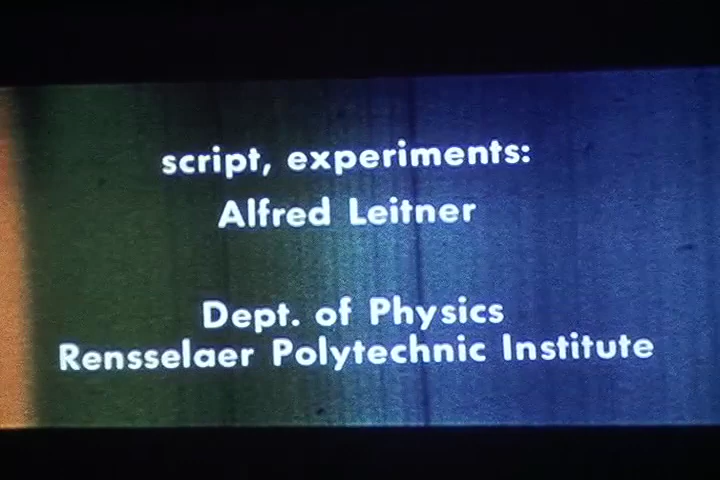 script, experiments:
Alfred Leitner
Dept. of Physics
Rensselaer Polytechnic Institute